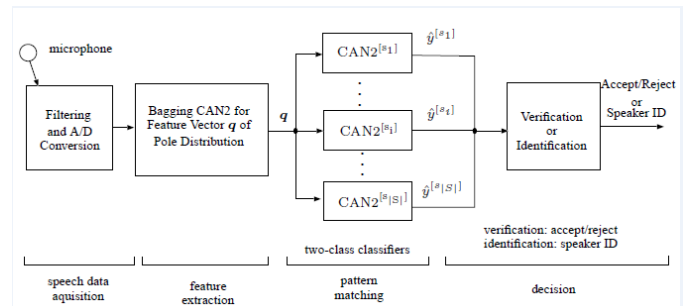 microphone
Filtering
and A/D
Conversion
Bagging CAN2 for
Feature Vector q of
Pole Distribution
q
CAN2^[s_1]
ŷ^[s_1]
CAN2^[s_i]
ŷ^[s_i]
CAN2^[s_|S|]
ŷ^[s_|S|]
Verification
or
Identification
Accept/Reject
or
Speaker ID
two-class classifiers
verification: accept/reject
identification: speaker ID
speech data
aquisition
feature
extraction
pattern
matching
decision